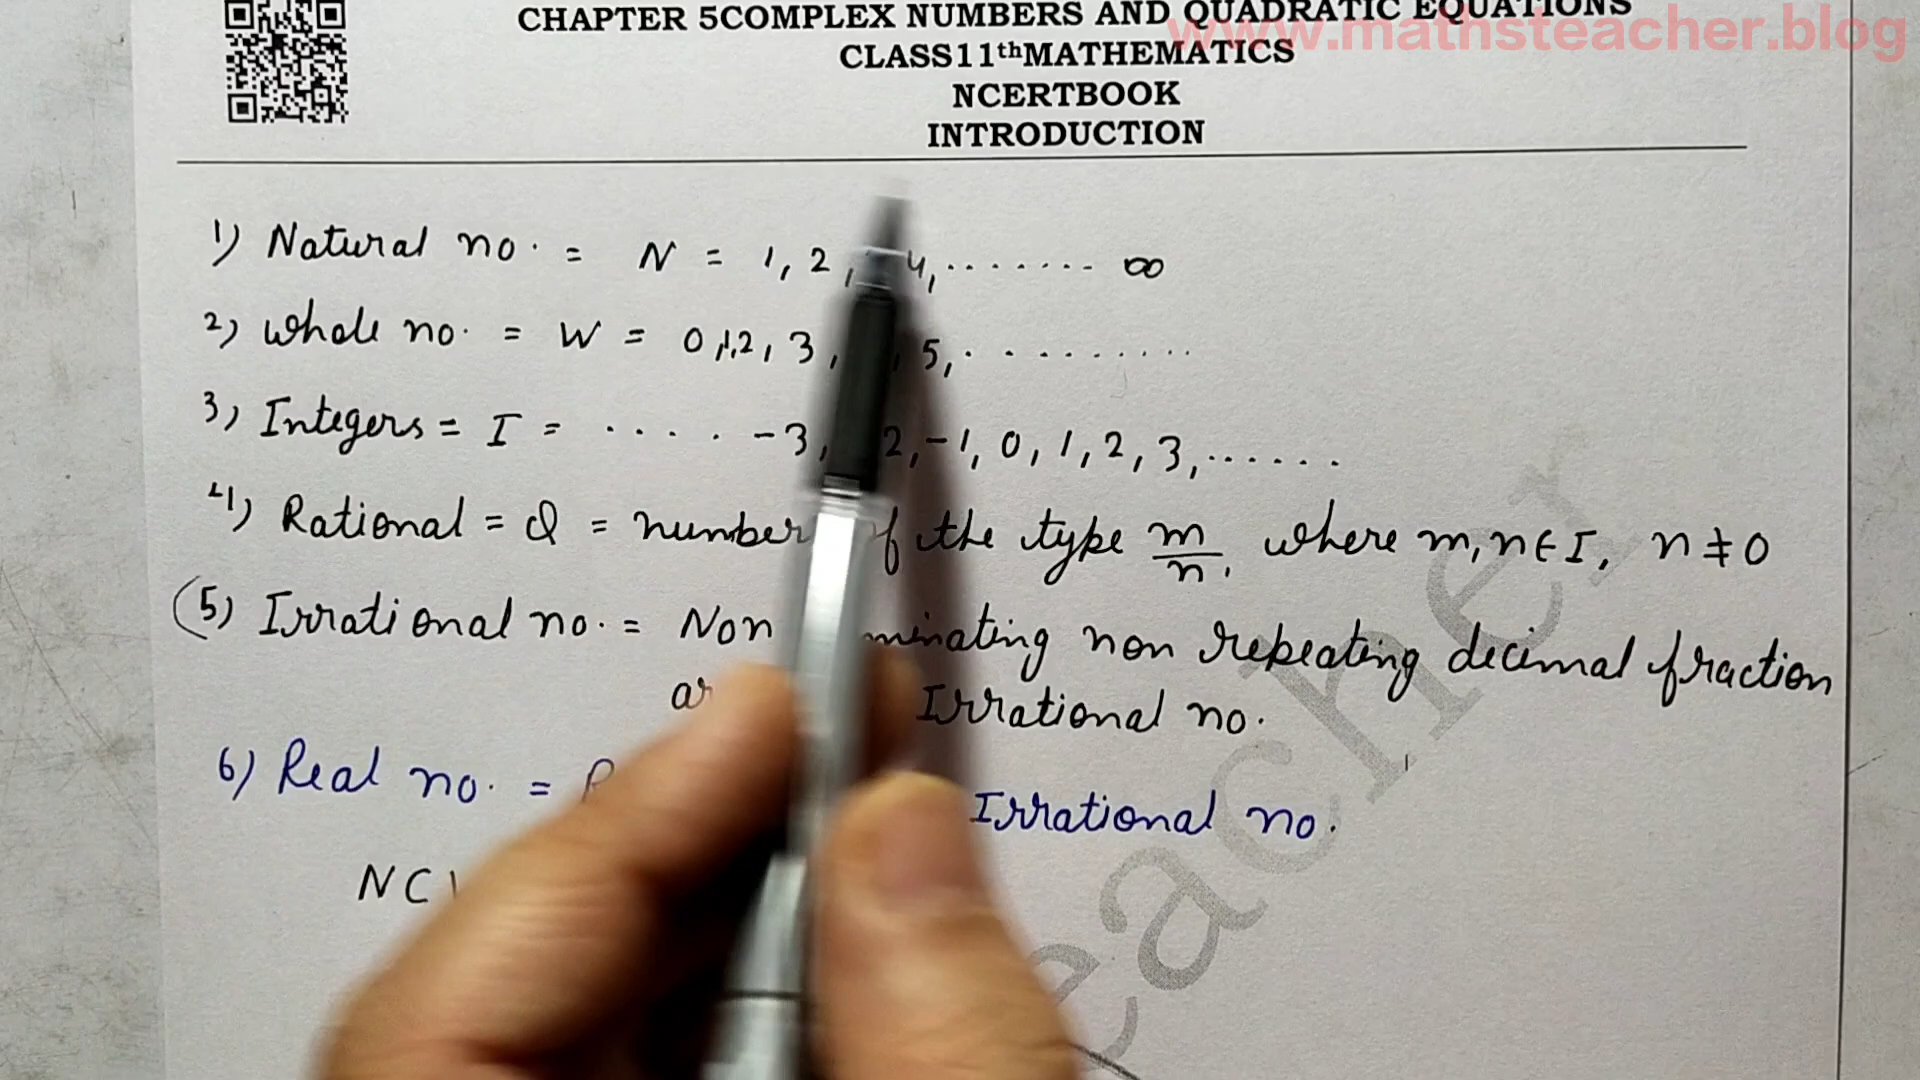 CHAPTER 5COMPLEX NUMBERS AND QUADRATIC EQUATIONS
www.mathsteacher.blog
CLASS11thMATHEMATICS
NCERTBOOK
INTRODUCTION
1) Natural no. = N = 1, 2, 4, ....... ∞
2) Whole no. = W = 0,1,2, 3, , 5, .........
3) Integers = I = ..... -3, 2, -1, 0, 1, 2, 3, ......
4) Rational = Q = number of the type m/n, where m, n ∈ I, n ≠ 0
(5) Irrational no. = Non minating non repeating decimal fraction
Irrational no.
6) Real no. = Irrational no.
NC
eacher